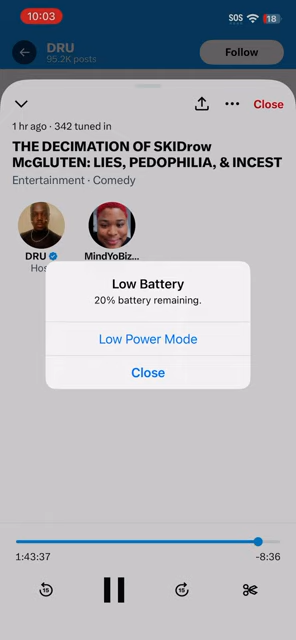 10:03
SOS
18
DRU
95.2K posts
Follow
Close
1 hr ago · 342 tuned in
THE DECIMATION OF SKIDrow
McGLUTEN: LIES, PEDOPHILIA, & INCEST
Entertainment · Comedy
DRU
MindYoBiz...
Hos
Low Battery
20% battery remaining.
Low Power Mode
Close
1:43:37
-8:36
15
15